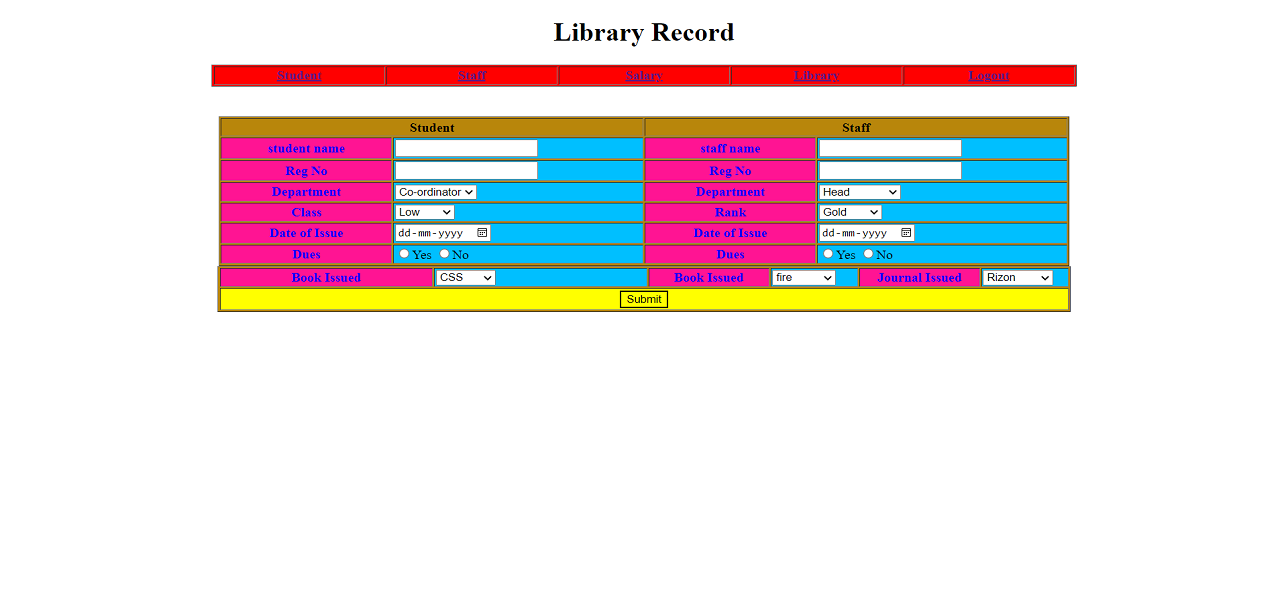 Library Record
Student Staff Salary Library Logout
Student Staff
student name staff name
Reg No Reg No
Department Co-ordinator Department Head
Class Low Rank Gold
Date of Issue dd-mm-yyyy Date of Issue dd-mm-yyyy
Dues Yes No Dues Yes No
Book Issued CSS Book Issued fire Journal Issued Rizon
Submit